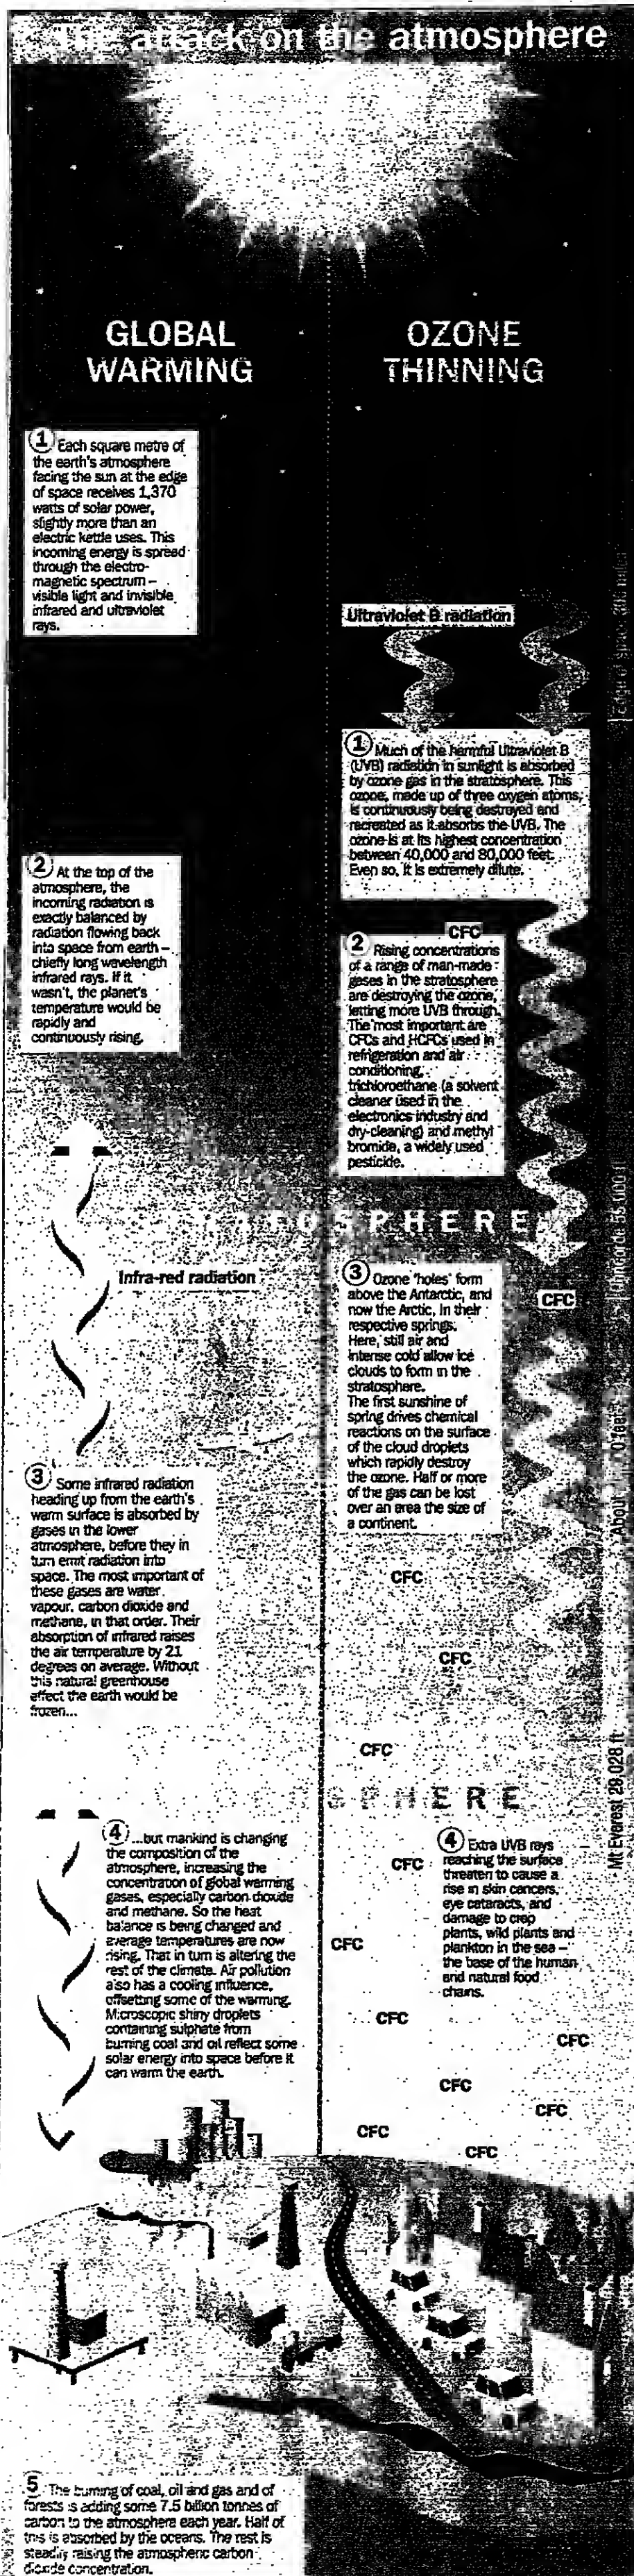 The attack on the atmosphere
GLOBAL
WARMING
1 Each square metre of
the earth's atmosphere
facing the sun at the edge
of space receives 1,370
watts of solar power,
slightly more than an
electric kettle uses. This
incoming energy is spread
through the electro-
magnetic spectrum –
visible light and invisible
infrared and ultraviolet
rays.
2 At the top of the
atmosphere, the
incoming radiation is
exactly balanced by
radiation flowing back
into space from earth –
chiefly long wavelength
infrared rays. If it
wasn't, the planet's
temperature would be
rapidly and
continuously rising.
Infra-red radiation
3 Some infrared radiation
heading up from the earth's
warm surface is absorbed by
gases in the lower
atmosphere, before they in
turn emit radiation into
space. The most important of
these gases are water
vapour, carbon dioxide and
methane, in that order. Their
absorption of infrared raises
the air temperature by 21
degrees on average. Without
this natural greenhouse
effect the earth would be
frozen...
4 ...but mankind is changing
the composition of the
atmosphere, increasing the
concentration of global warming
gases, especially carbon dioxide
and methane. So the heat
balance is being changed and
average temperatures are now
rising. That in turn is altering the
rest of the climate. Air pollution
also has a cooling influence,
offsetting some of the warming.
Microscopic shiny droplets
containing sulphate from
burning coal and oil reflect some
solar energy into space before it
can warm the earth.
5 The burning of coal, oil and gas and of
forests is adding some 7.5 billion tonnes of
carbon to the atmosphere each year. Half of
this is absorbed by the oceans. The rest is
steadily raising the atmospheric carbon
dioxide concentration.
OZONE
THINNING
Ultraviolet B radiation
1 Much of the harmful Ultraviolet B
(UVB) radiation in sunlight is absorbed
by ozone gas in the stratosphere. This
ozone, made up of three oxygen atoms,
is continuously being destroyed and
recreated as it absorbs the UVB. The
ozone is at its highest concentration
between 40,000 and 80,000 feet.
Even so, it is extremely dilute.
CFC
2 Rising concentrations
of a range of man-made
gases in the stratosphere
are destroying the ozone,
letting more UVB through.
The most important are
CFCs and HCFCs used in
refrigeration and air
conditioning,
trichloroethane (a solvent
cleaner used in the
electronics industry and
dry-cleaning) and methyl
bromide, a widely used
pesticide.
STRATOSPHERE
3 Ozone 'holes' form
above the Antarctic, and
now the Arctic, in their
respective springs.
Here, still air and
intense cold allow ice
clouds to form in the
stratosphere.
The first sunshine of
spring drives chemical
reactions on the surface
of the cloud droplets
which rapidly destroy
the ozone. Half or more
of the gas can be lost
over an area the size of
a continent.
CFC
CFC
CFC
CFC
4 Extra UVB rays
reaching the surface
threaten to cause a
rise in skin cancers,
eye cataracts, and
damage to crop
plants, wild plants and
plankton in the sea –
the base of the human
and natural food
chains.
CFC
CFC
CFC
CFC
CFC
CFC
CFC
CFC
Edge of space
Concorde 55,000 ft
About
Mt Everest 29,028 ft